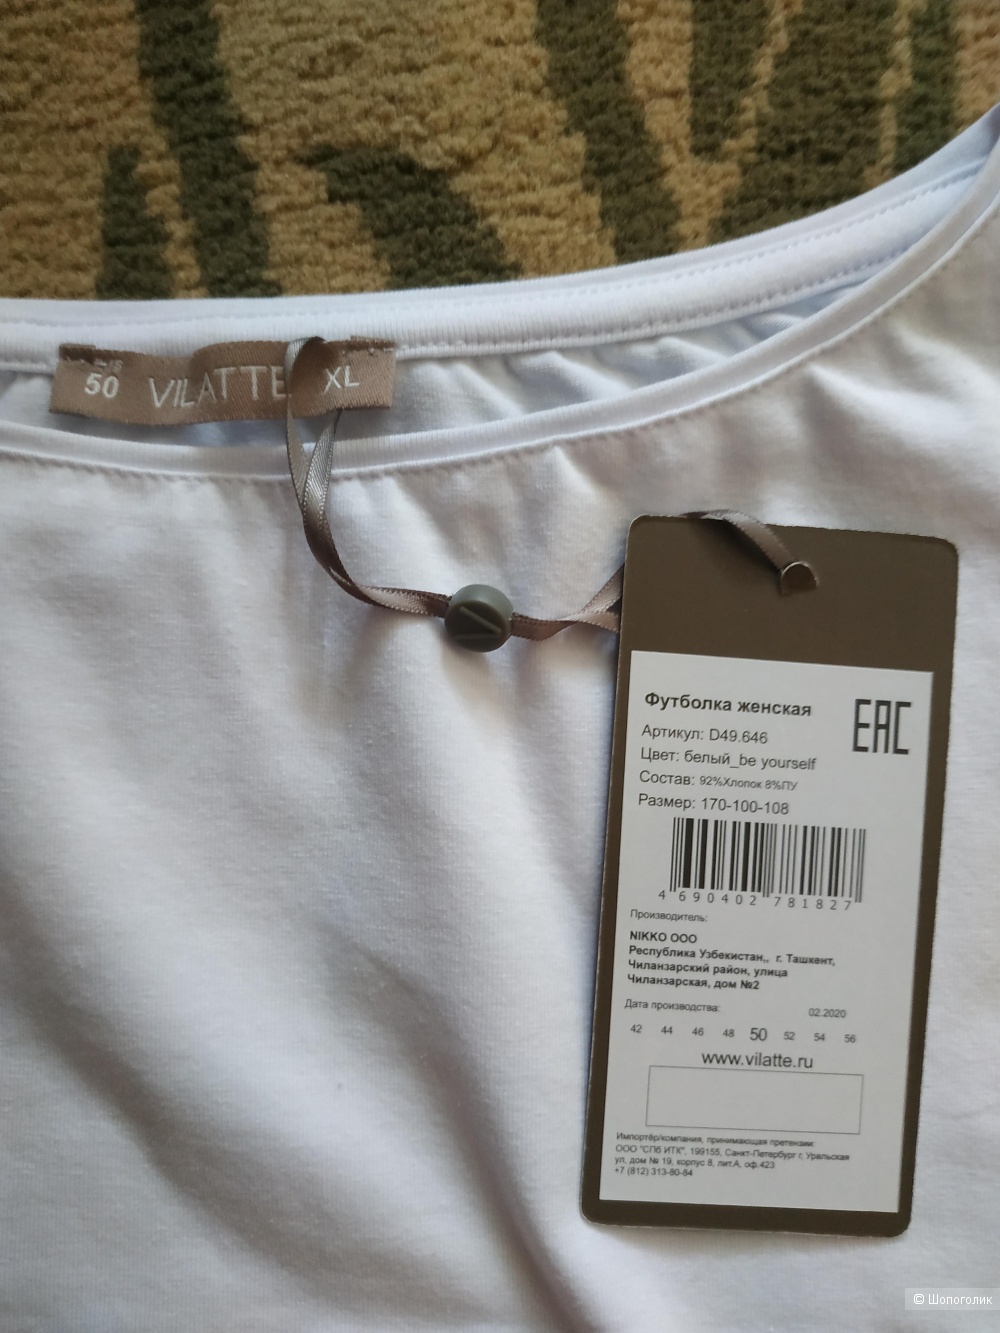 50 VILATTE XL
Футболка женская
EAC
Артикул: D49.646
Цвет: белый_be yourself
Состав: 92%Хлопок 8%ПУ
Размер: 170-100-108
4 690402 781827
Производитель:
NIKKO ООО
Республика Узбекистан,, г. Ташкент,
Чиланзарский район, улица
Чиланзарская, дом №2
Дата производства: 02.2020
42 44 46 48 50 52 54 56
www.vilatte.ru
Импортёр/компания, принимающая претензии:
ООО "СПб ИТК", 199155, Санкт-Петербург г, Уральская
ул, дом № 19, корпус 8, лит.А, оф.423
+7 (812) 313-80-84
© Шопоголик